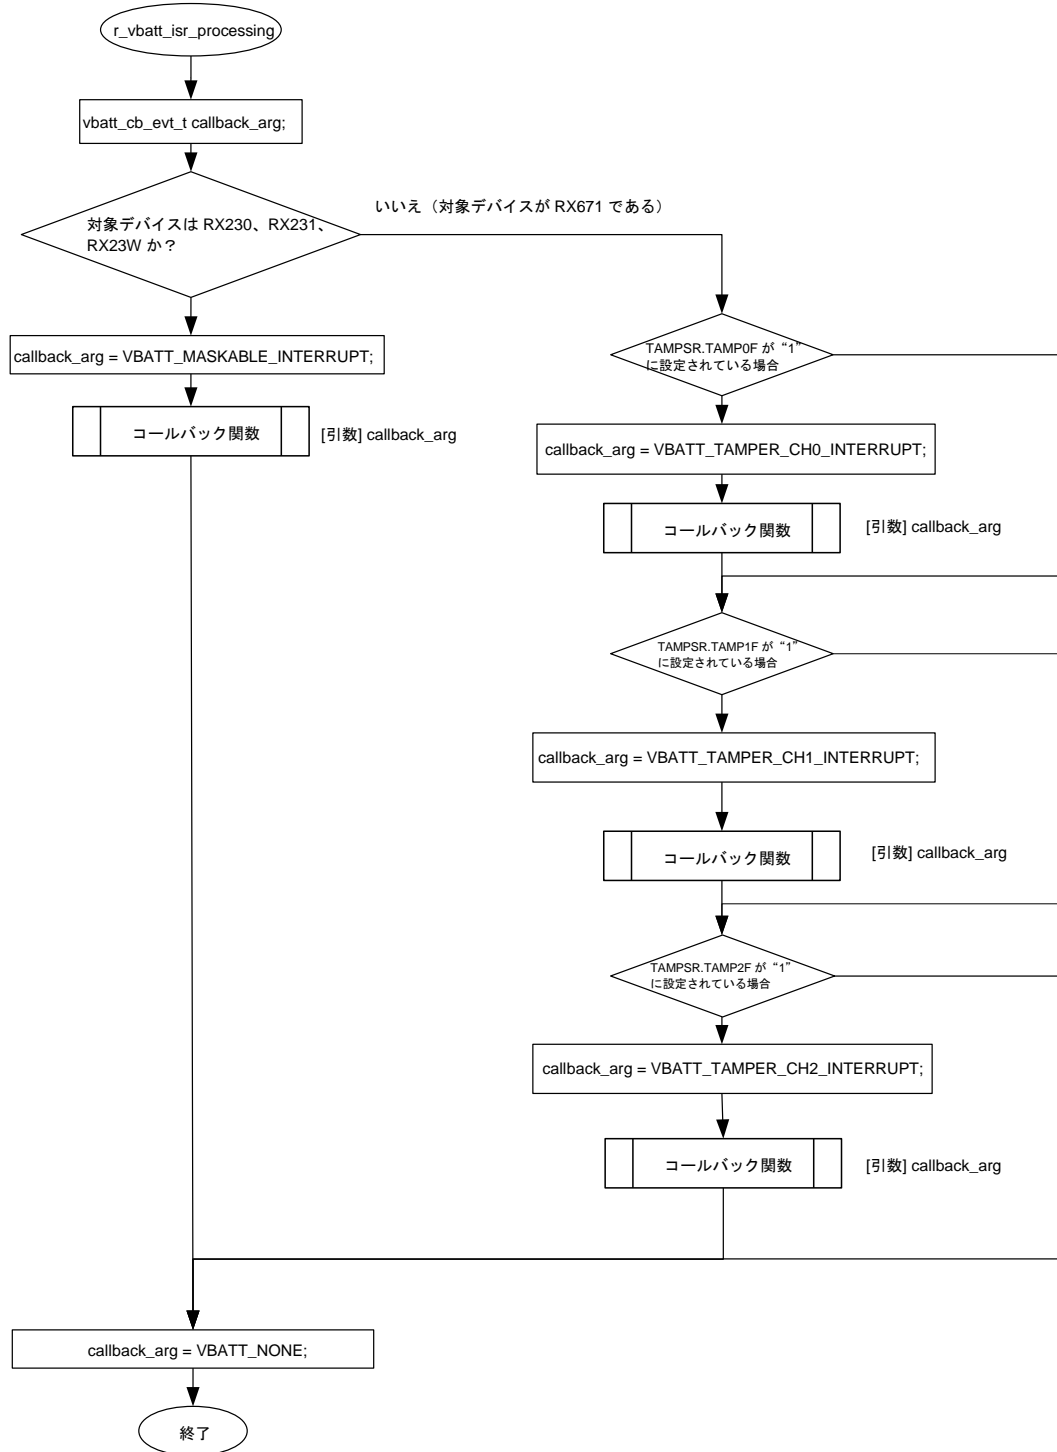 r_vbatt_isr_processing
vbatt_cb_evt_t callback_arg;
対象デバイスは RX230、RX231、
RX23W か？
いいえ（対象デバイスが RX671 である）
callback_arg = VBATT_MASKABLE_INTERRUPT;
コールバック関数
[引数] callback_arg
TAMPSR.TAMP0F が “1”
に設定されている場合
callback_arg = VBATT_TAMPER_CH0_INTERRUPT;
コールバック関数
[引数] callback_arg
TAMPSR.TAMP1F が “1”
に設定されている場合
callback_arg = VBATT_TAMPER_CH1_INTERRUPT;
コールバック関数
[引数] callback_arg
TAMPSR.TAMP2F が “1”
に設定されている場合
callback_arg = VBATT_TAMPER_CH2_INTERRUPT;
コールバック関数
[引数] callback_arg
callback_arg = VBATT_NONE;
終了